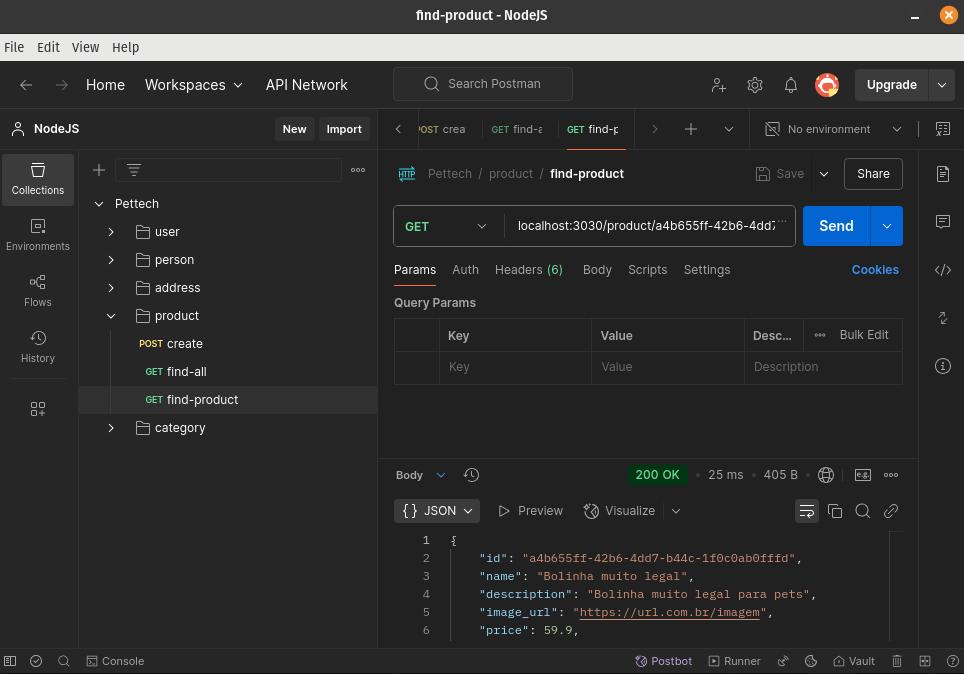 find-product - NodeJS
File Edit View Help
Home Workspaces API Network Search Postman Upgrade
NodeJS New Import
POST crea GET find-a GET find-p No environment
Pettech / product / find-product Save Share
Collections
Environments
Flows
History
Pettech
user
person
address
product
POST create
GET find-all
GET find-product
category
GET localhost:3030/product/a4b655ff-42b6-4dd7... Send
Params Auth Headers (6) Body Scripts Settings Cookies
Query Params
Key Value Desc... Bulk Edit
Key Value Description
Body 200 OK • 25 ms • 405 B • e.g.
{} JSON Preview Visualize
1 {
2 "id": "a4b655ff-42b6-4dd7-b44c-1f0c0ab0fffd",
3 "name": "Bolinha muito legal",
4 "description": "Bolinha muito legal para pets",
5 "image_url": "https://url.com.br/imagem",
6 "price": 59.9,
Console Postbot Runner Vault